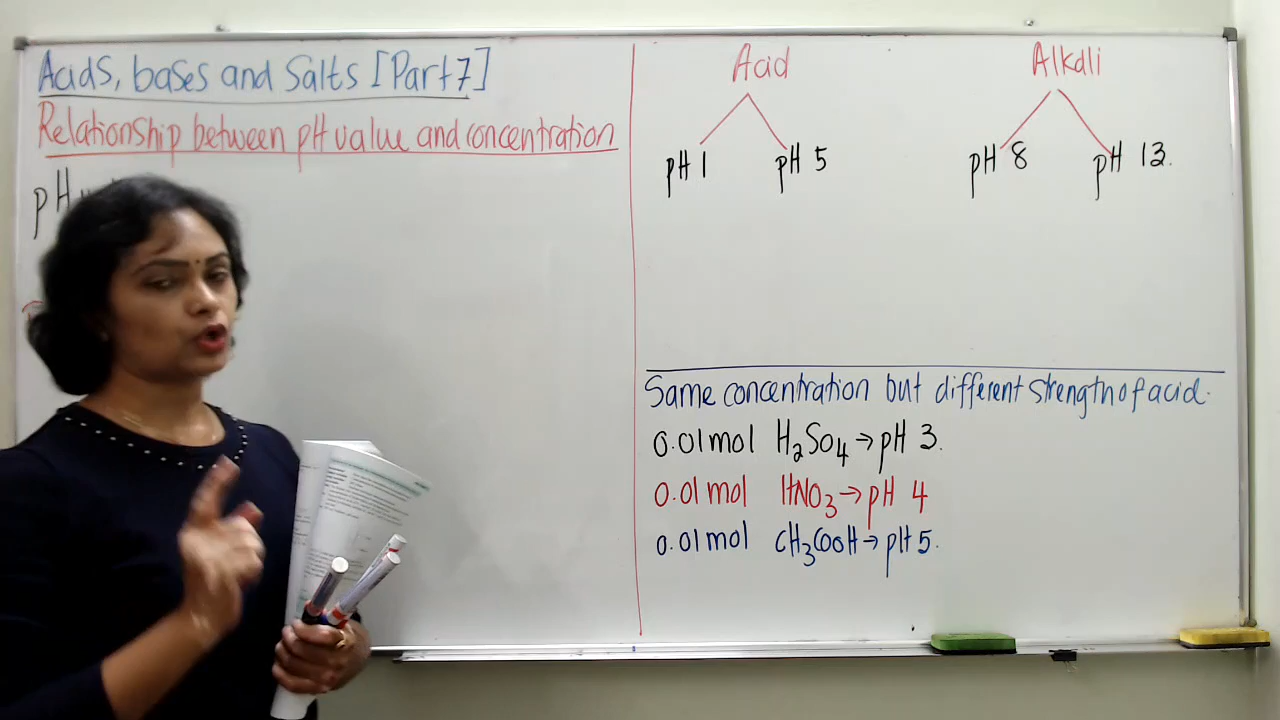 Acids, bases and Salts [Part 7]
Relationship between pH value and concentration
pH
Acid
pH 1 pH 5
Alkali
pH 8 pH 13.
Same concentration but different strength of acid.
0.01 mol H₂SO₄ → pH 3.
0.01 mol HNO₃ → pH 4
0.01 mol CH₃COOH → pH 5.